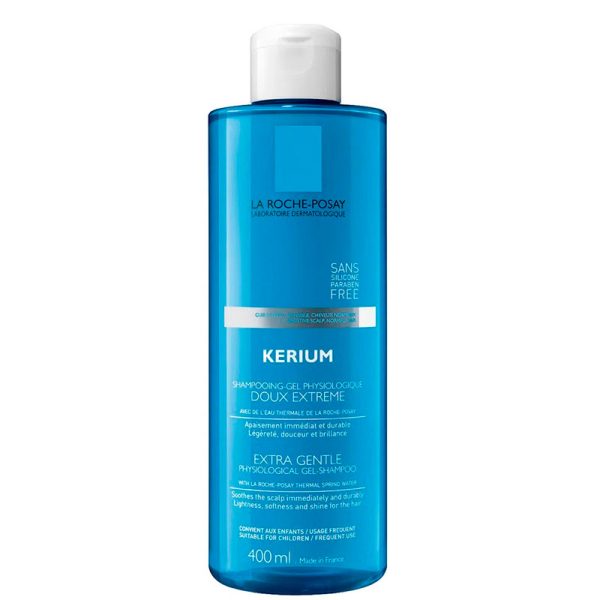 LA ROCHE-POSAY
LABORATOIRE DERMATOLOGIQUE
SANS
SILICONE
PARABEN
FREE
KERIUM
SHAMPOOING-GEL PHYSIOLOGIQUE
DOUX EXTREME
AVEC DE L'EAU THERMALE DE LA ROCHE-POSAY
Apaisement immédiat et durable
Légèreté, douceur et brillance
EXTRA GENTLE
PHYSIOLOGICAL GEL-SHAMPOO
WITH LA ROCHE-POSAY THERMAL SPRING WATER
Soothes the scalp immediately and durably
Lightness, softness and shine for the hair
CONVIENT AUX ENFANTS / USAGE FREQUENT
SUITABLE FOR CHILDREN / FREQUENT USE
400 ml Made in France